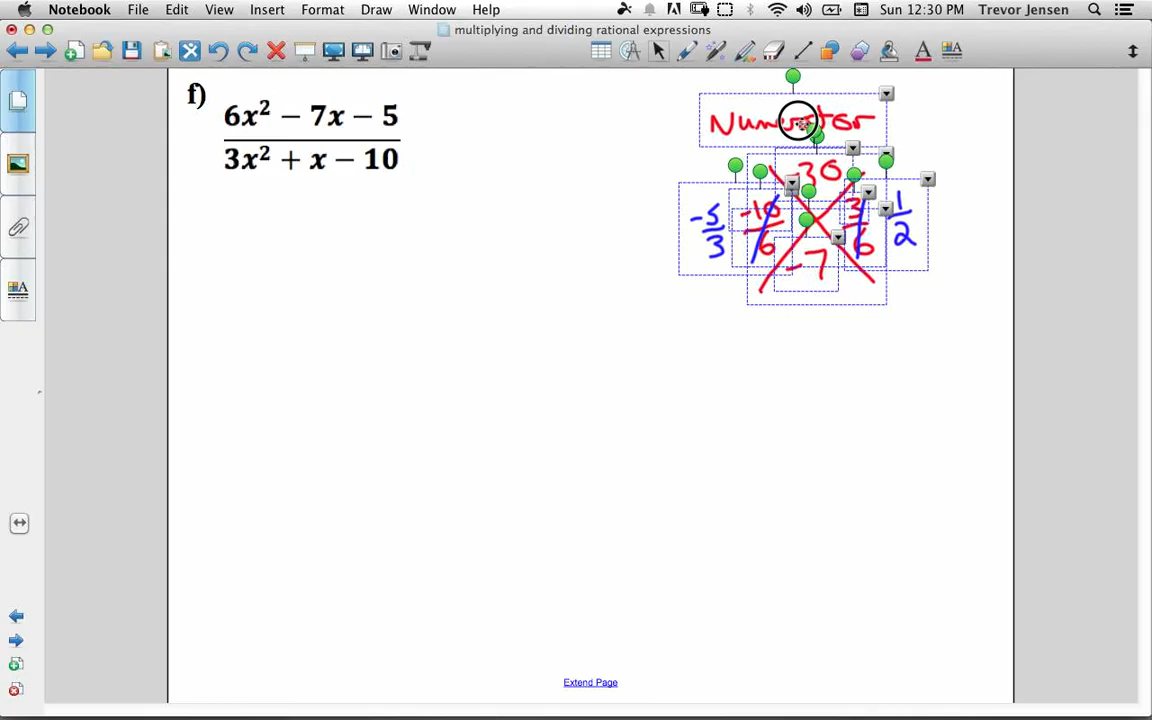 Notebook File Edit View Insert Format Draw Window Help Sun 12:30 PM Trevor Jensen
multiplying and dividing rational expressions
f)
6x² − 7x − 5
3x² + x − 10
30
-5/3 -10/6 3/6 1/2
-7
Extend Page